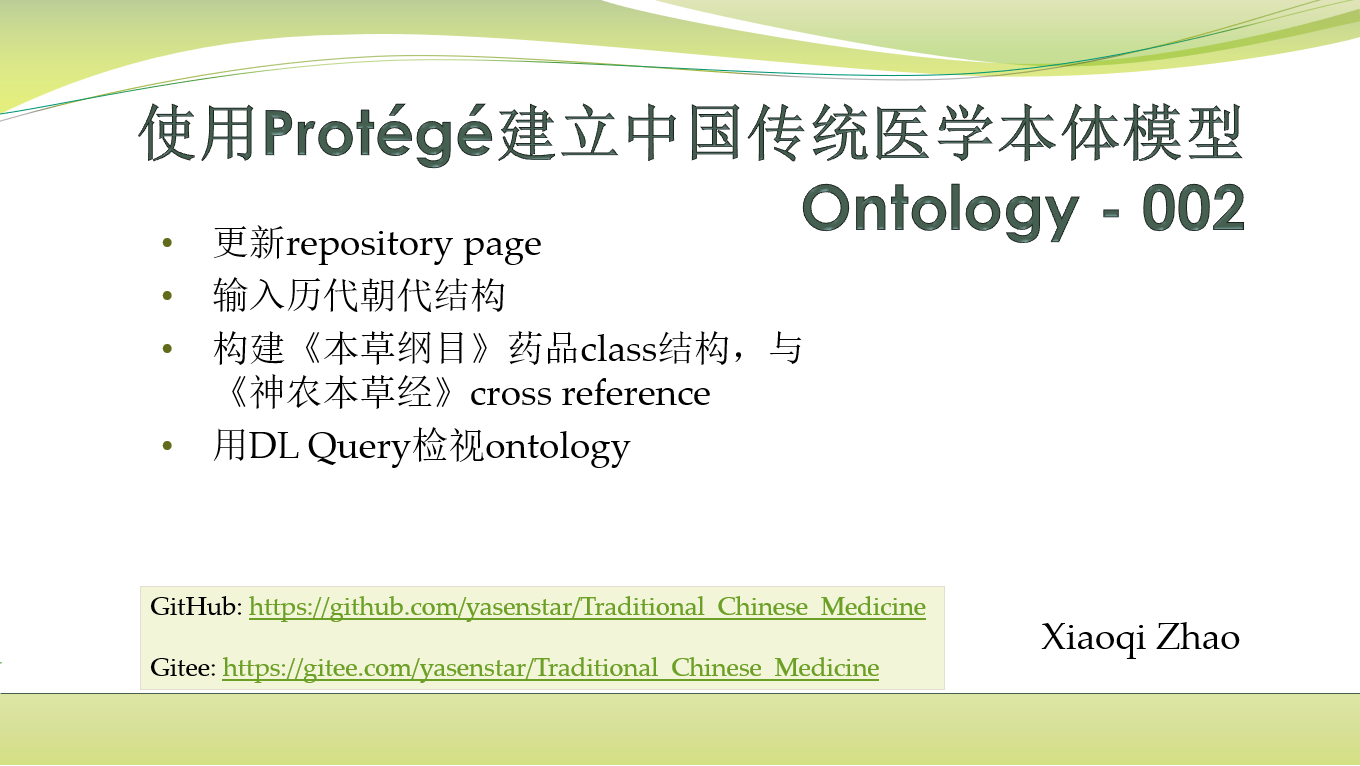 使用Protégé建立中国传统医学本体模型
Ontology - 002
• 更新repository page
• 输入历代朝代结构
• 构建《本草纲目》药品class结构，与
《神农本草经》cross reference
• 用DL Query检视ontology
GitHub: https://github.com/yasenstar/Traditional_Chinese_Medicine
Gitee: https://gitee.com/yasenstar/Traditional_Chinese_Medicine
Xiaoqi Zhao